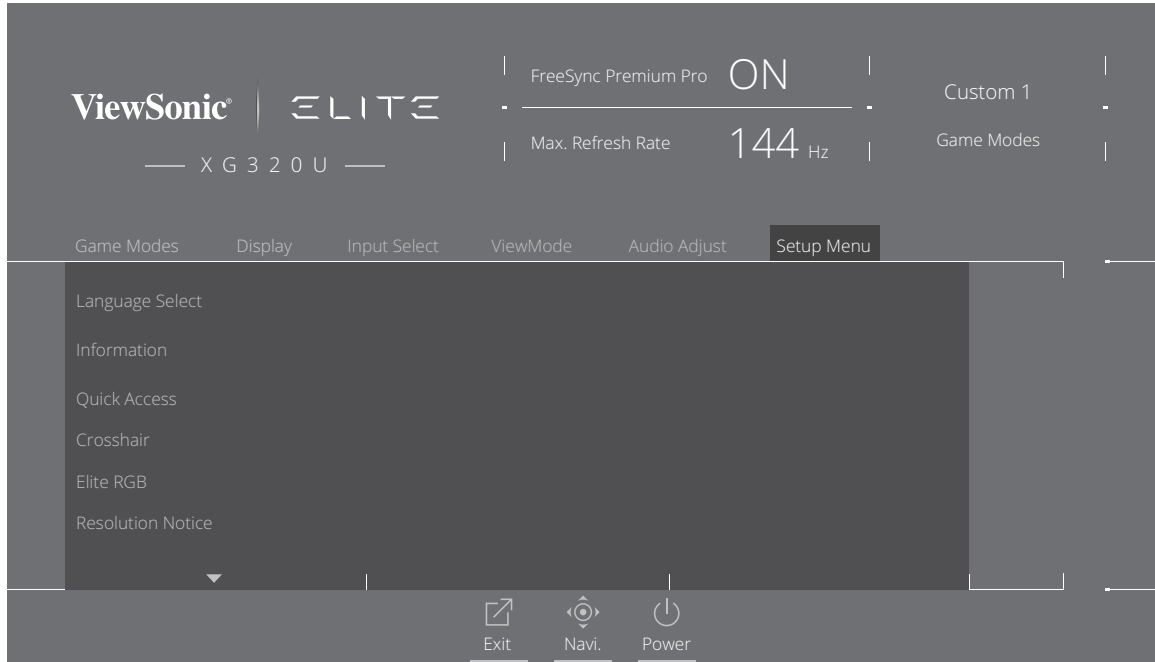 FreeSync Premium Pro ON
ViewSonic® ELITE
Custom 1
Max. Refresh Rate 144 Hz
Game Modes
XG320U
Game Modes Display Input Select ViewMode Audio Adjust Setup Menu
Language Select
Information
Quick Access
Crosshair
Elite RGB
Resolution Notice
Exit Navi. Power